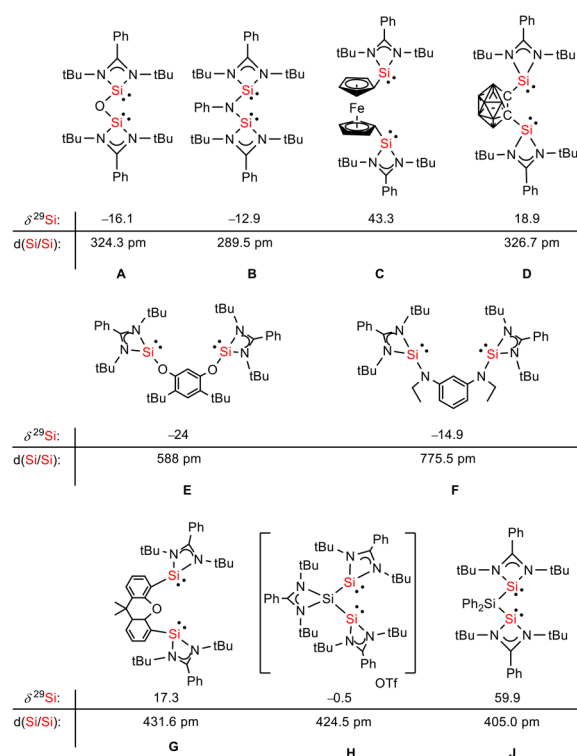 Ph Ph Ph Ph
tBu N N tBu tBu N N tBu tBu N N tBu tBu N N tBu
Si Si Si Si
O Ph N Fe C C
Si Si Si Si
tBu N N tBu tBu N N tBu tBu N N tBu tBu N N tBu
Ph Ph Ph Ph
δ²⁹Si: −16.1 −12.9 43.3 18.9
d(Si/Si): 324.3 pm 289.5 pm 326.7 pm
A B C D
tBu tBu tBu tBu
Ph N N Ph Ph N N Ph
N Si Si N N Si Si N
tBu O O tBu tBu N N tBu
tBu tBu
δ²⁹Si: −24 −14.9
d(Si/Si): 588 pm 775.5 pm
E F
Ph Ph Ph
tBu N N tBu tBu tBu N N tBu tBu N N tBu
Si N Si Si
O Ph Si Ph₂Si
Si N Si Si
tBu N N tBu tBu tBu N N tBu tBu N N tBu
Ph Ph Ph
OTf
δ²⁹Si: 17.3 −0.5 59.9
d(Si/Si): 431.6 pm 424.5 pm 405.0 pm
G H J